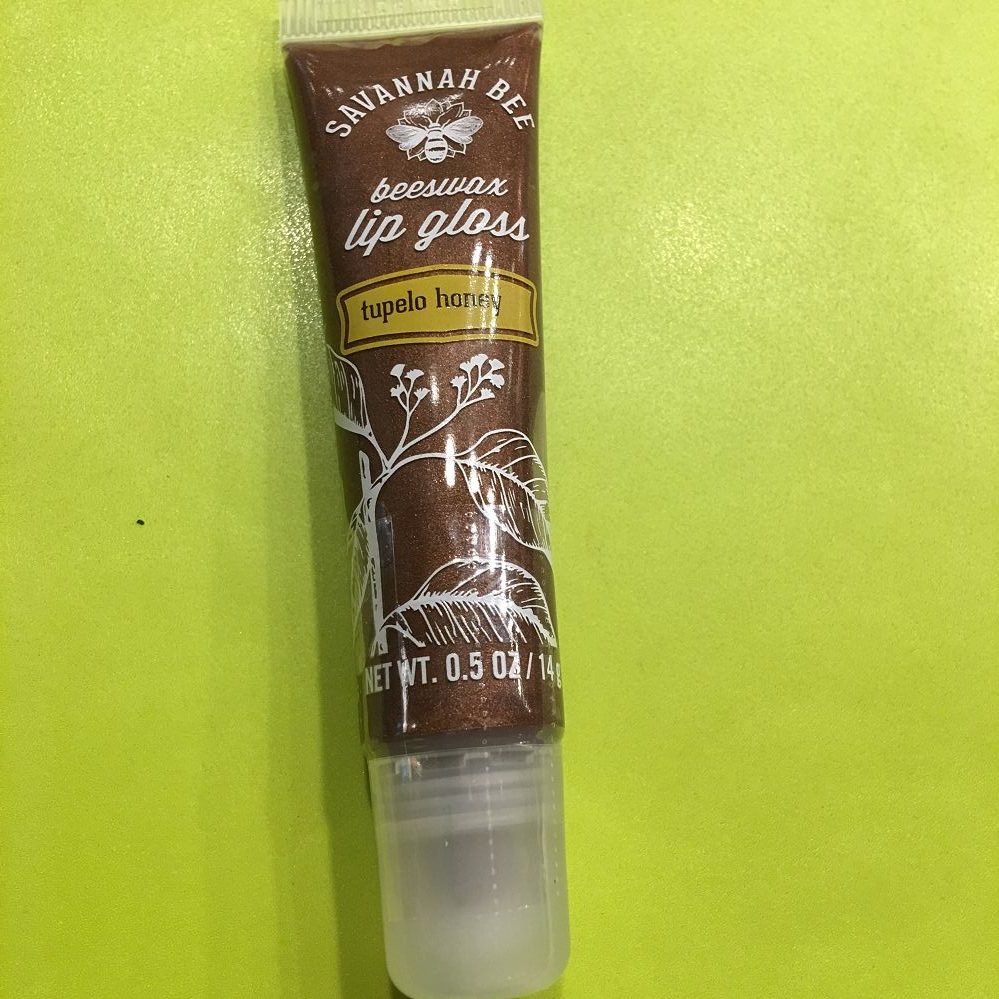 SAVANNAH BEE
beeswax
lip gloss
tupelo honey
NET WT. 0.5 OZ / 14 g